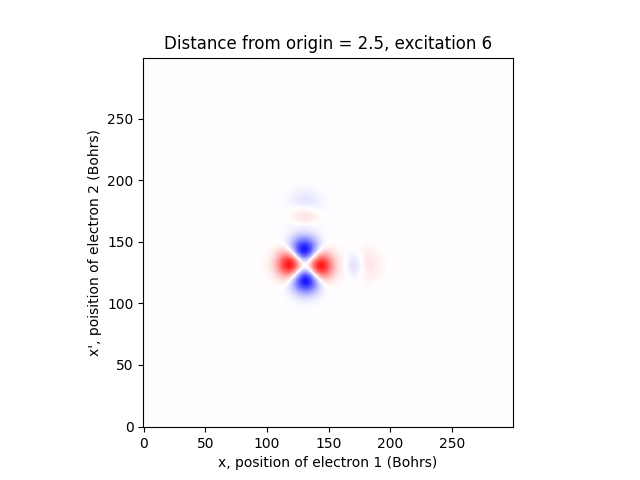 Distance from origin = 2.5, excitation 6
x', poisition of electron 2 (Bohrs)
250
200
150
100
50
0
0 50 100 150 200 250
x, position of electron 1 (Bohrs)